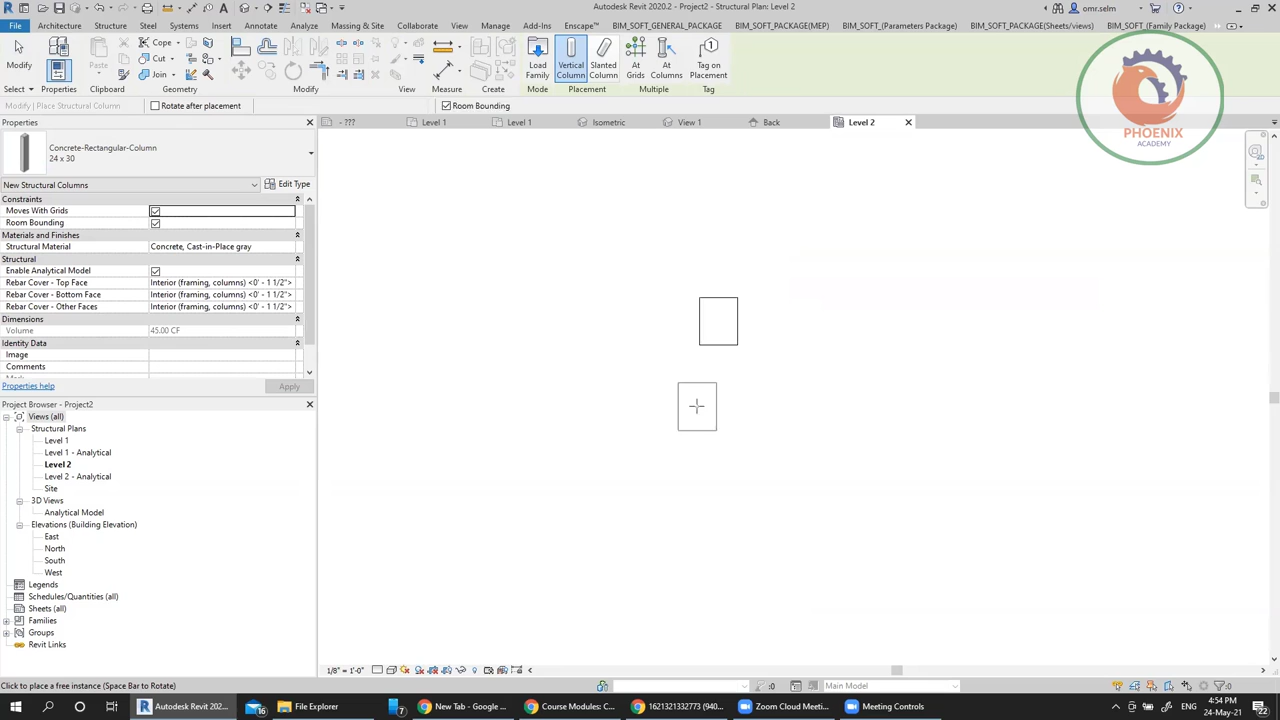 Autodesk Revit 2020.2 - Project2 - Structural Plan: Level 2
omr.selm
File Architecture Structure Steel Systems Insert Annotate Analyze Massing & Site Collaborate View Manage Add-Ins Enscape™ BIM_SOFT_GENERAL_PACKAGE BIM_SOFT_PACKAGE(MEP) BIM_SOFT_(Parameters Package) BIM_SOFT_PACKAGE(Sheets/views) BIM_SOFT_(Family Package)
Modify
Paste
Cope
Cut
Join
Load Family
Vertical Column
Slanted Column
At Grids
At Columns
Tag on Placement
Select Properties Clipboard Geometry Modify View Measure Create Mode Placement Multiple Tag
Modify | Place Structural Column Rotate after placement Room Bounding
Properties
- ???
Level 1
Level 1
Isometric
View 1
Back
Level 2
PHOENIX
ACADEMY
Concrete-Rectangular-Column
24 x 30
New Structural Columns Edit Type
Constraints
Moves With Grids
Room Bounding
Materials and Finishes
Structural Material Concrete, Cast-in-Place gray
Structural
Enable Analytical Model
Rebar Cover - Top Face Interior (framing, columns) <0' - 1 1/2">
Rebar Cover - Bottom Face Interior (framing, columns) <0' - 1 1/2">
Rebar Cover - Other Faces Interior (framing, columns) <0' - 1 1/2">
Dimensions
Volume 45.00 CF
Identity Data
Image
Comments
Properties help Apply
Project Browser - Project2
Views (all)
Structural Plans
Level 1
Level 1 - Analytical
Level 2
Level 2 - Analytical
Site
3D Views
Analytical Model
Elevations (Building Elevation)
East
North
South
West
Legends
Schedules/Quantities (all)
Sheets (all)
Families
Groups
Revit Links
1/8" = 1'-0"
Click to place a free instance (Space Bar to Rotate) :0 Main Model :0
Autodesk Revit 202... 16 File Explorer 7 New Tab - Google ... Course Modules: C... 1621321332773 (940... Zoom Cloud Meeti... Meeting Controls
4:54 PM
24-May-21
22